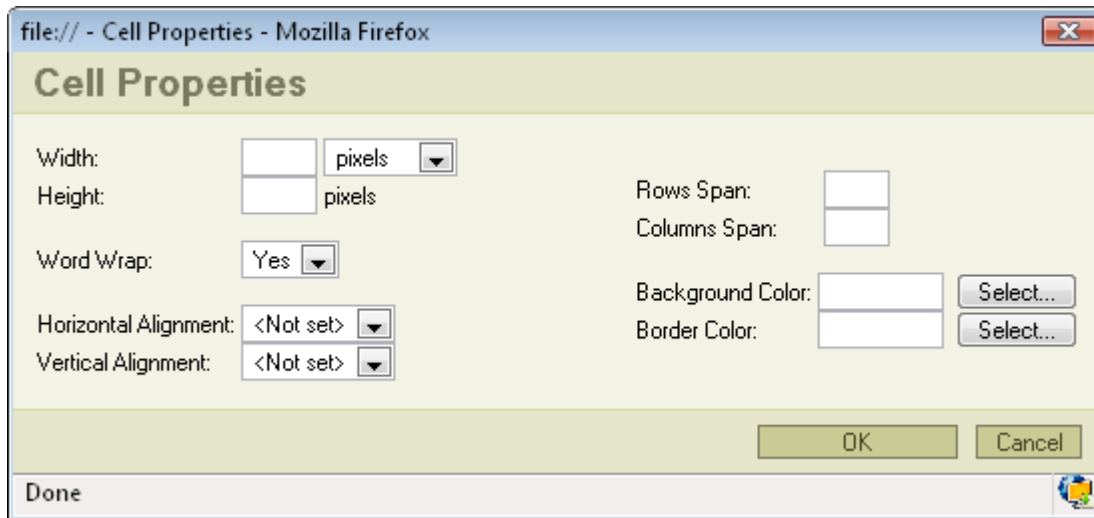 file:// - Cell Properties - Mozilla Firefox
Cell Properties
Width: pixels
Height: pixels
Word Wrap: Yes
Horizontal Alignment: <Not set>
Vertical Alignment: <Not set>
Rows Span:
Columns Span:
Background Color: Select...
Border Color: Select...
OK Cancel
Done